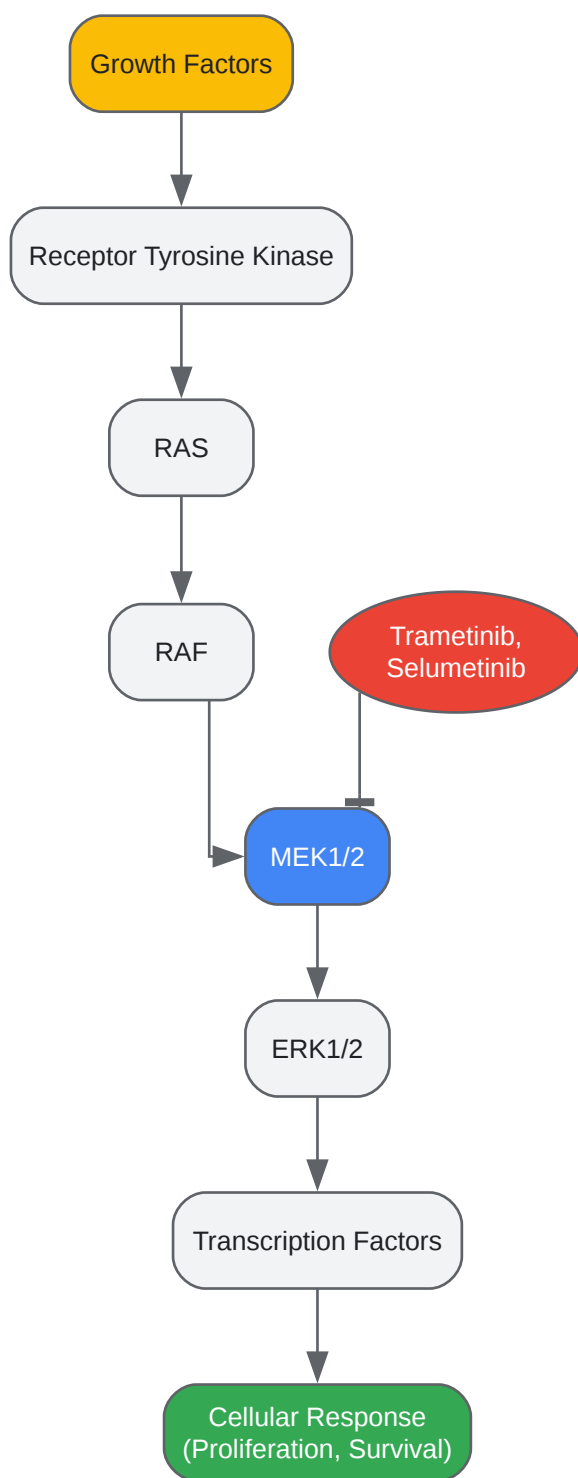 Growth Factors
Receptor Tyrosine Kinase
RAS
RAF
Trametinib,
Selumetinib
MEK1/2
ERK1/2
Transcription Factors
Cellular Response
(Proliferation, Survival)